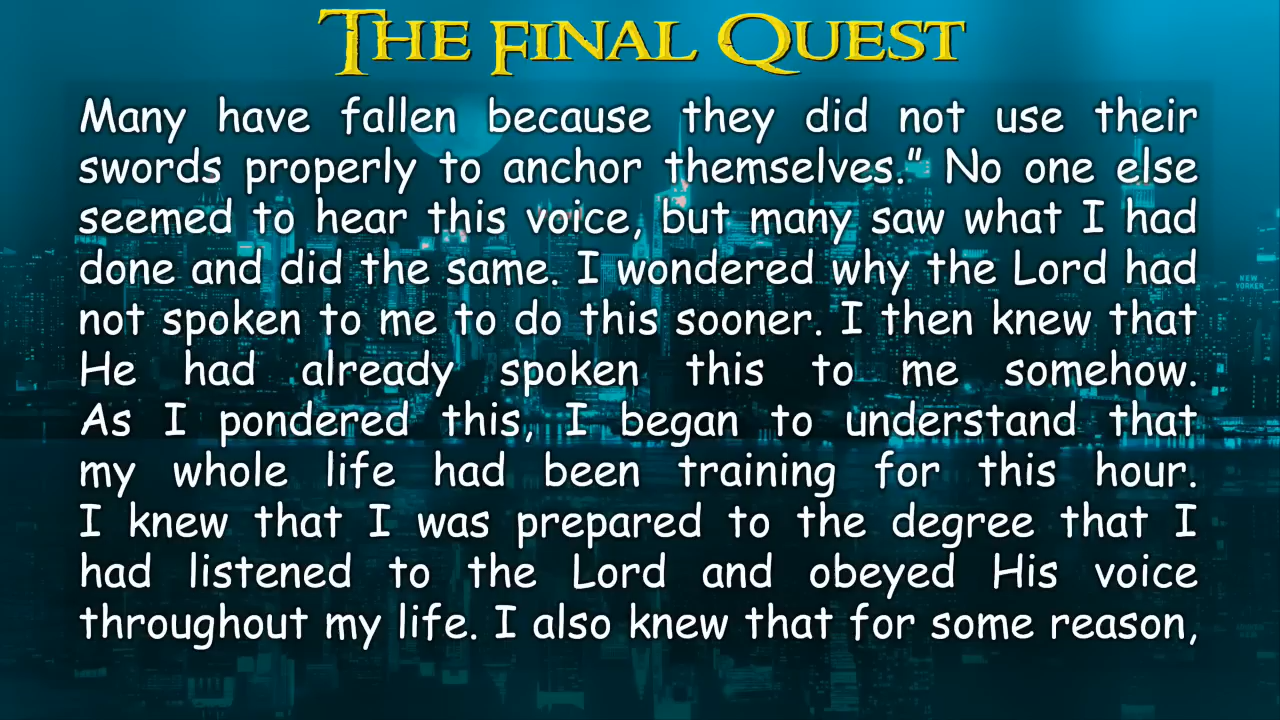 THE FINAL QUEST
Many have fallen because they did not use their
swords properly to anchor themselves.” No one else
seemed to hear this voice, but many saw what I had
done and did the same. I wondered why the Lord had
not spoken to me to do this sooner. I then knew that
He had already spoken this to me somehow.
As I pondered this, I began to understand that
my whole life had been training for this hour.
I knew that I was prepared to the degree that I
had listened to the Lord and obeyed His voice
throughout my life. I also knew that for some reason,
NEW
YORKER